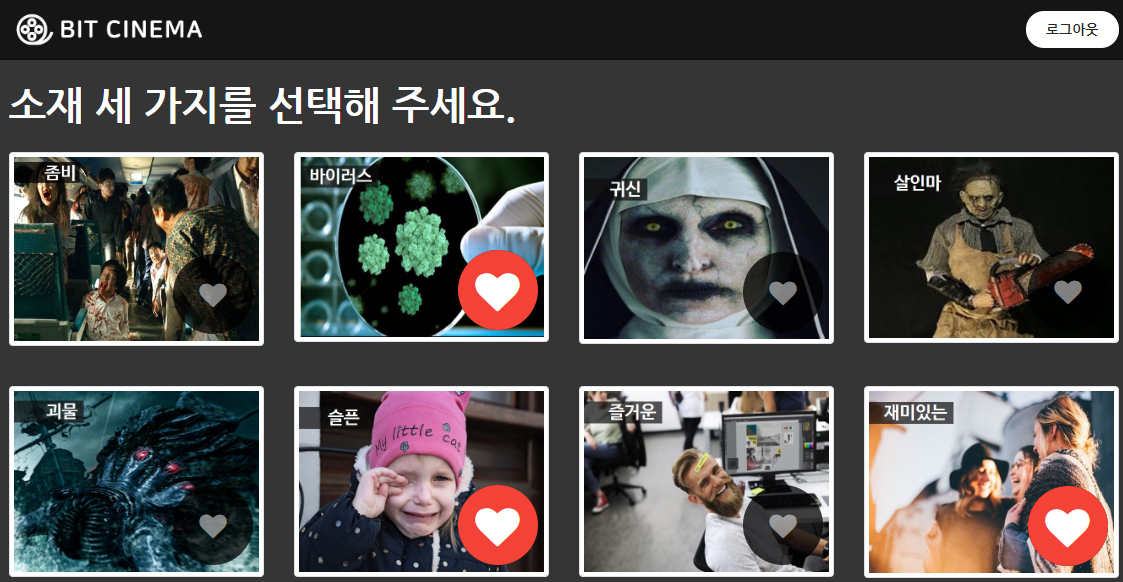 BIT CINEMA
로그아웃
소재 세 가지를 선택해 주세요.
좀비
바이러스
귀신
살인마
괴물
슬픈
즐거운
재미있는
My little cat